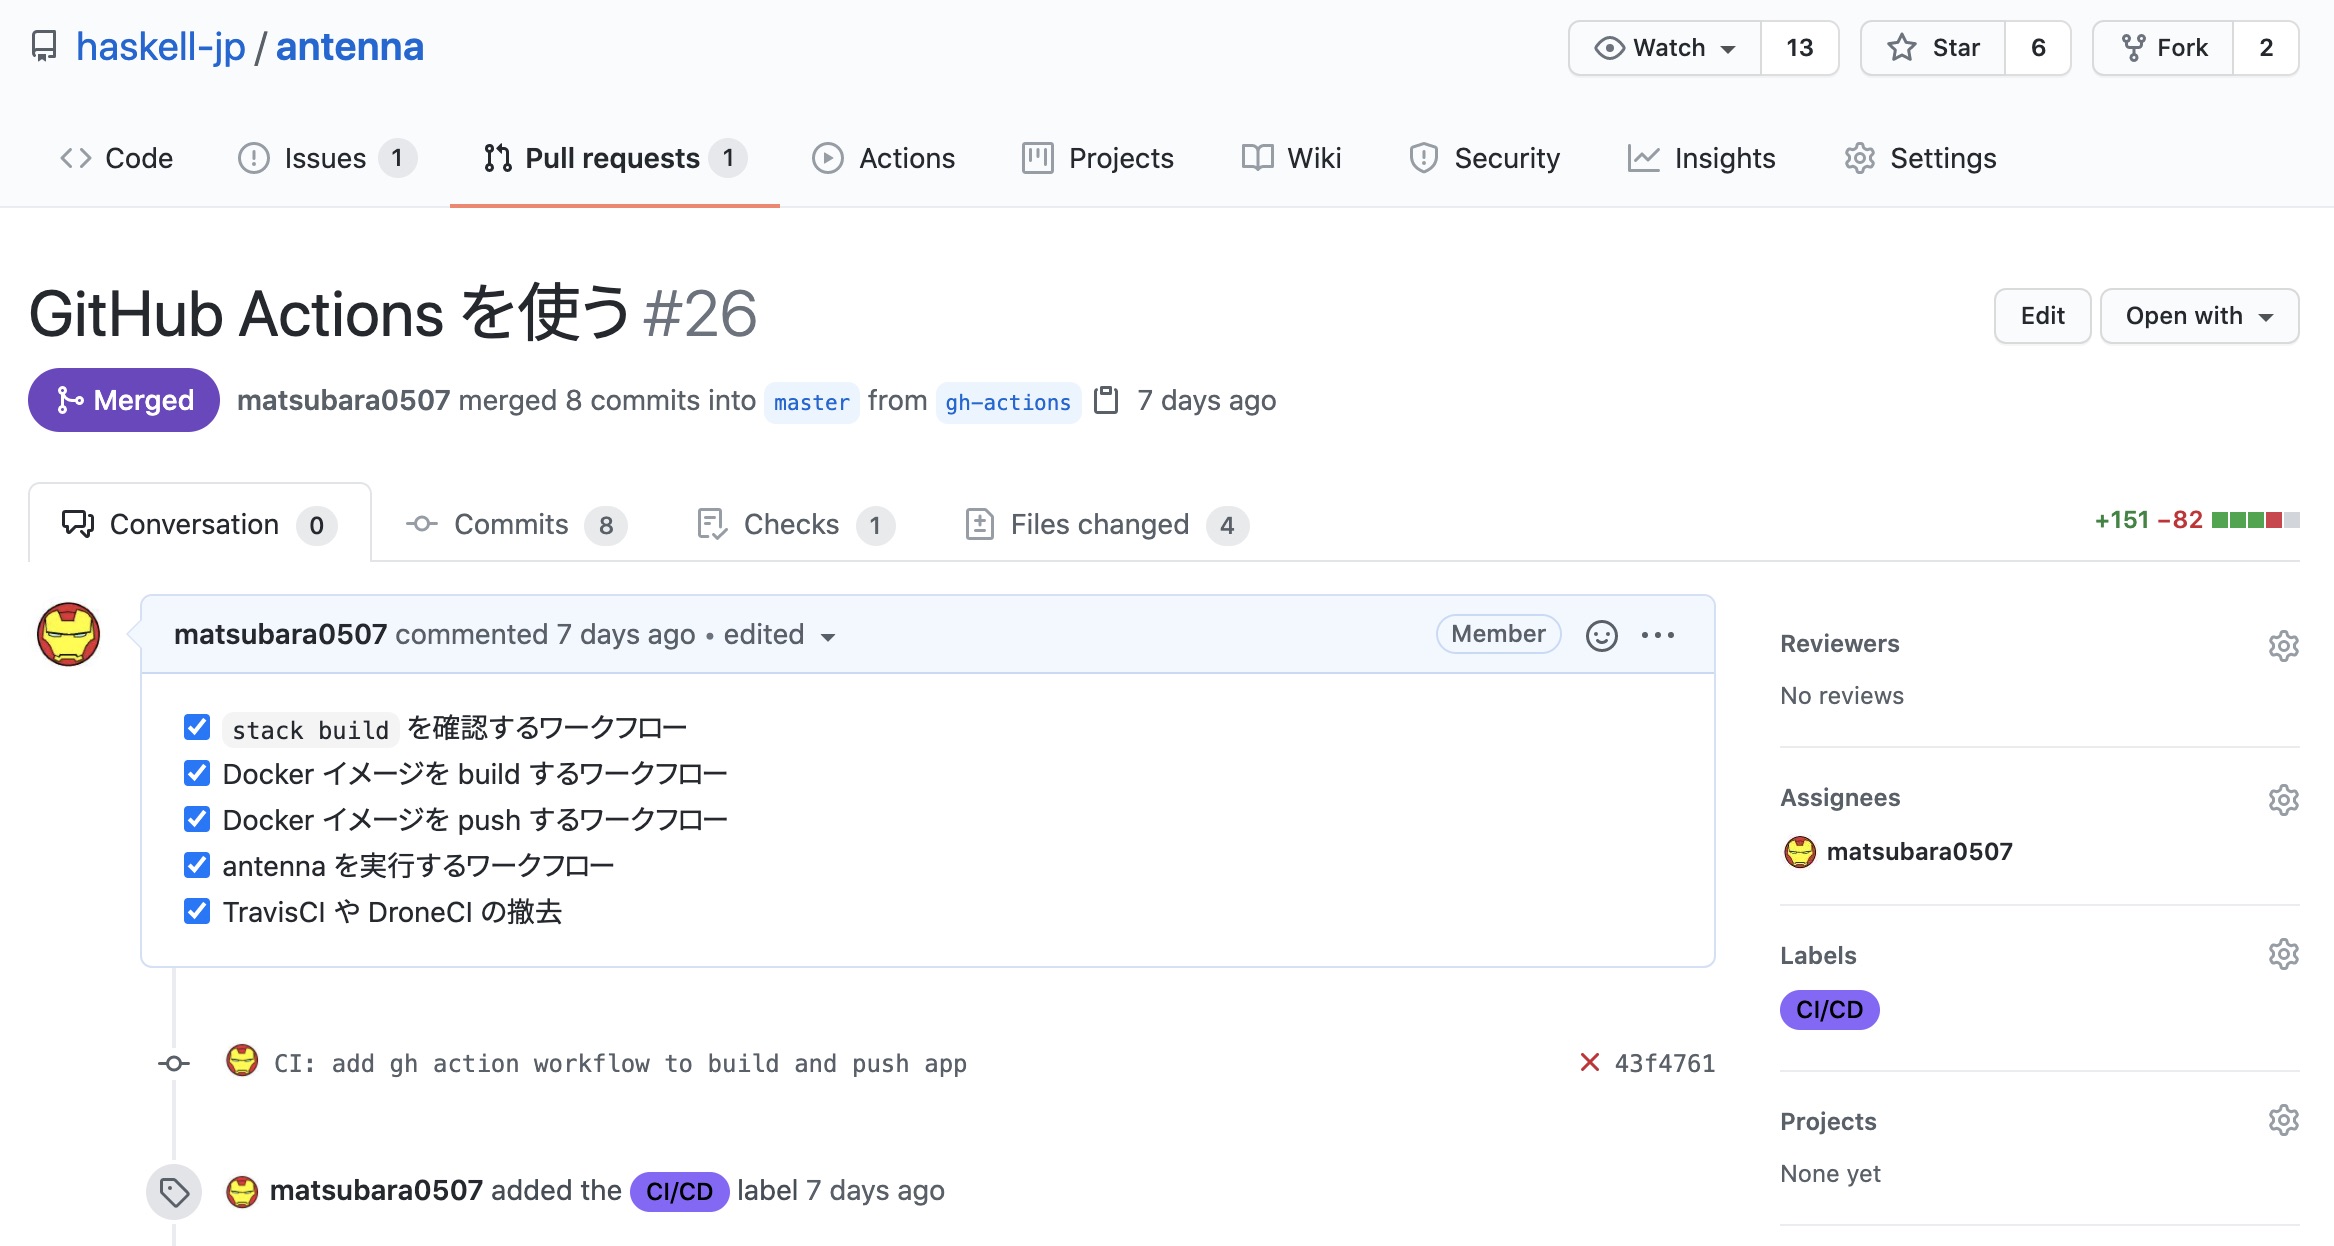 haskell-jp / antenna
Watch 13 Star 6 Fork 2
Code Issues 1 Pull requests 1 Actions Projects Wiki Security Insights Settings
GitHub Actions を使う #26
Edit Open with
Merged matsubara0507 merged 8 commits into master from gh-actions 7 days ago
Conversation 0 Commits 8 Checks 1 Files changed 4
+151 −82
matsubara0507 commented 7 days ago • edited
Member
stack build を確認するワークフロー
Docker イメージを build するワークフロー
Docker イメージを push するワークフロー
antenna を実行するワークフロー
TravisCI や DroneCI の撤去
CI: add gh action workflow to build and push app 43f4761
matsubara0507 added the CI/CD label 7 days ago
Reviewers
No reviews
Assignees
matsubara0507
Labels
CI/CD
Projects
None yet